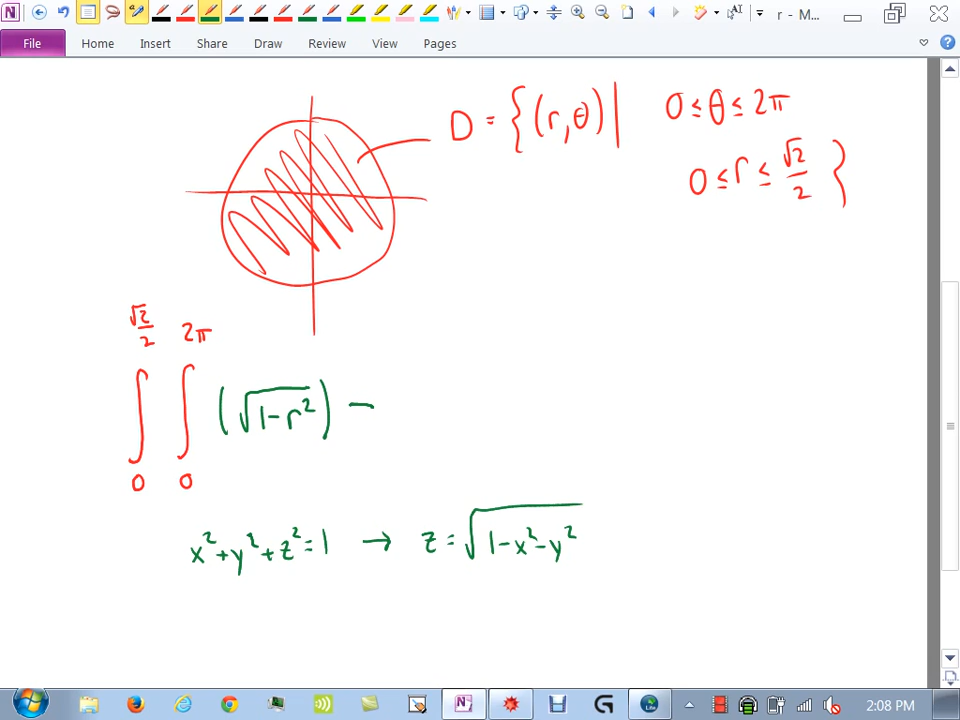 r - M...
File Home Insert Share Draw Review View Pages
D = {(r,θ)| 0 ≤ θ ≤ 2π
0 ≤ r ≤ √2/2 }
√2/2 2π
∫ ∫ (√1-r²) -
0 0
x²+y²+z²=1 → z=√1-x²-y²
2:08 PM